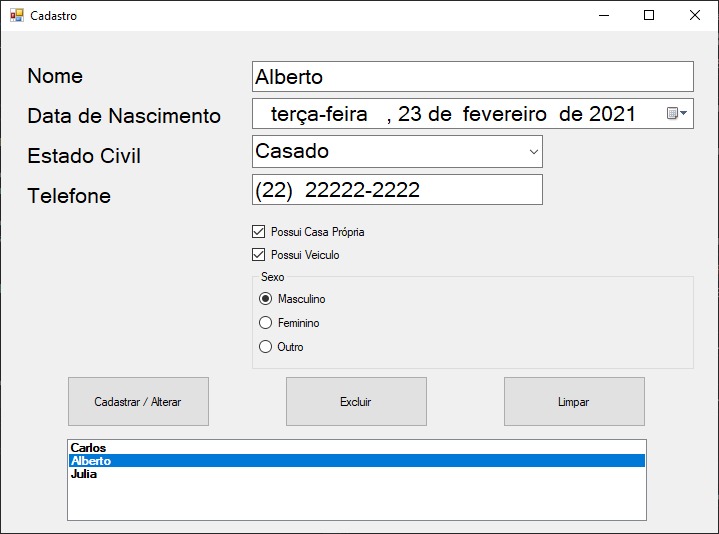 Cadastro
Nome
Alberto
Data de Nascimento
terça-feira , 23 de fevereiro de 2021
Estado Civil
Casado
Telefone
(22) 22222-2222
Possui Casa Própria
Possui Veiculo
Sexo
Masculino
Feminino
Outro
Cadastrar / Alterar
Excluir
Limpar
Carlos
Alberto
Julia